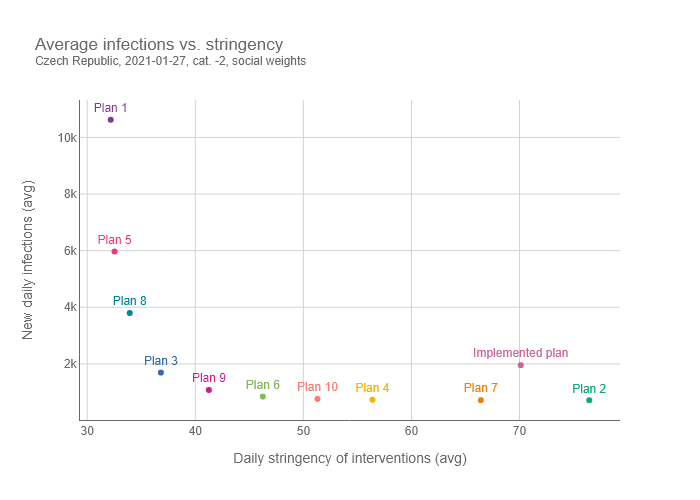 Average infections vs. stringency
Czech Republic, 2021-01-27, cat. -2, social weights
Plan 1
10k
8k
Plan 5
6k
Plan 8
4k
Implemented plan
Plan 3
2k
Plan 9
Plan 6
Plan 10
Plan 4
Plan 7
Plan 2
30
40
50
60
70
New daily infections (avg)
Daily stringency of interventions (avg)